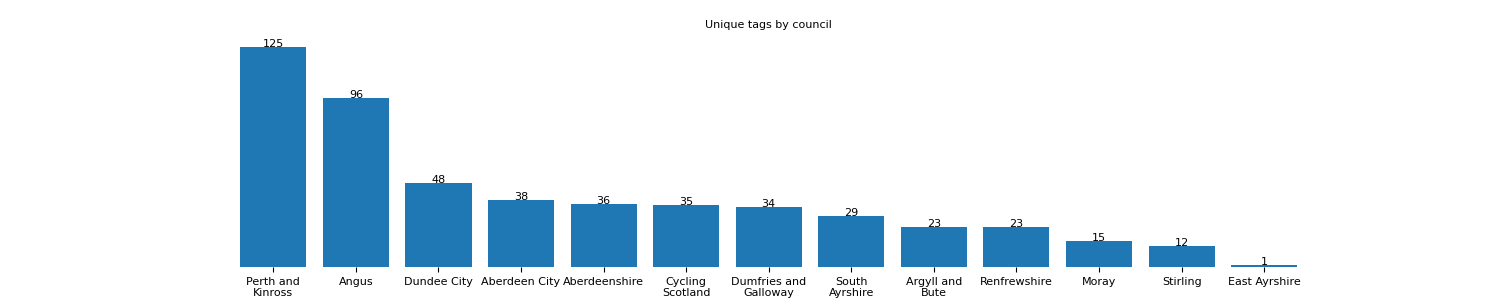 Unique tags by council
125
96
48
38
36
35
34
29
23
23
15
12
1
Perth and
Kinross
Angus
Dundee City
Aberdeen City
Aberdeenshire
Cycling
Scotland
Dumfries and
Galloway
South
Ayrshire
Argyll and
Bute
Renfrewshire
Moray
Stirling
East Ayrshire